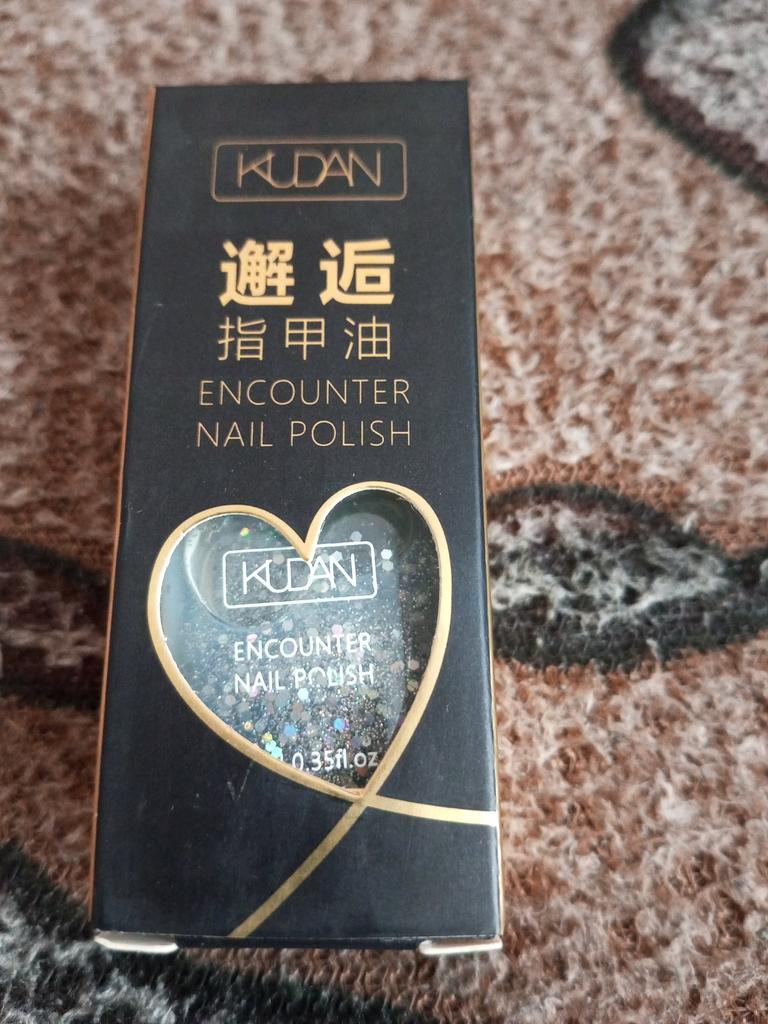 KUDAN
邂逅
指甲油
ENCOUNTER
NAIL POLISH
KUDAN
ENCOUNTER
NAIL POLISH
0.35fl.oz